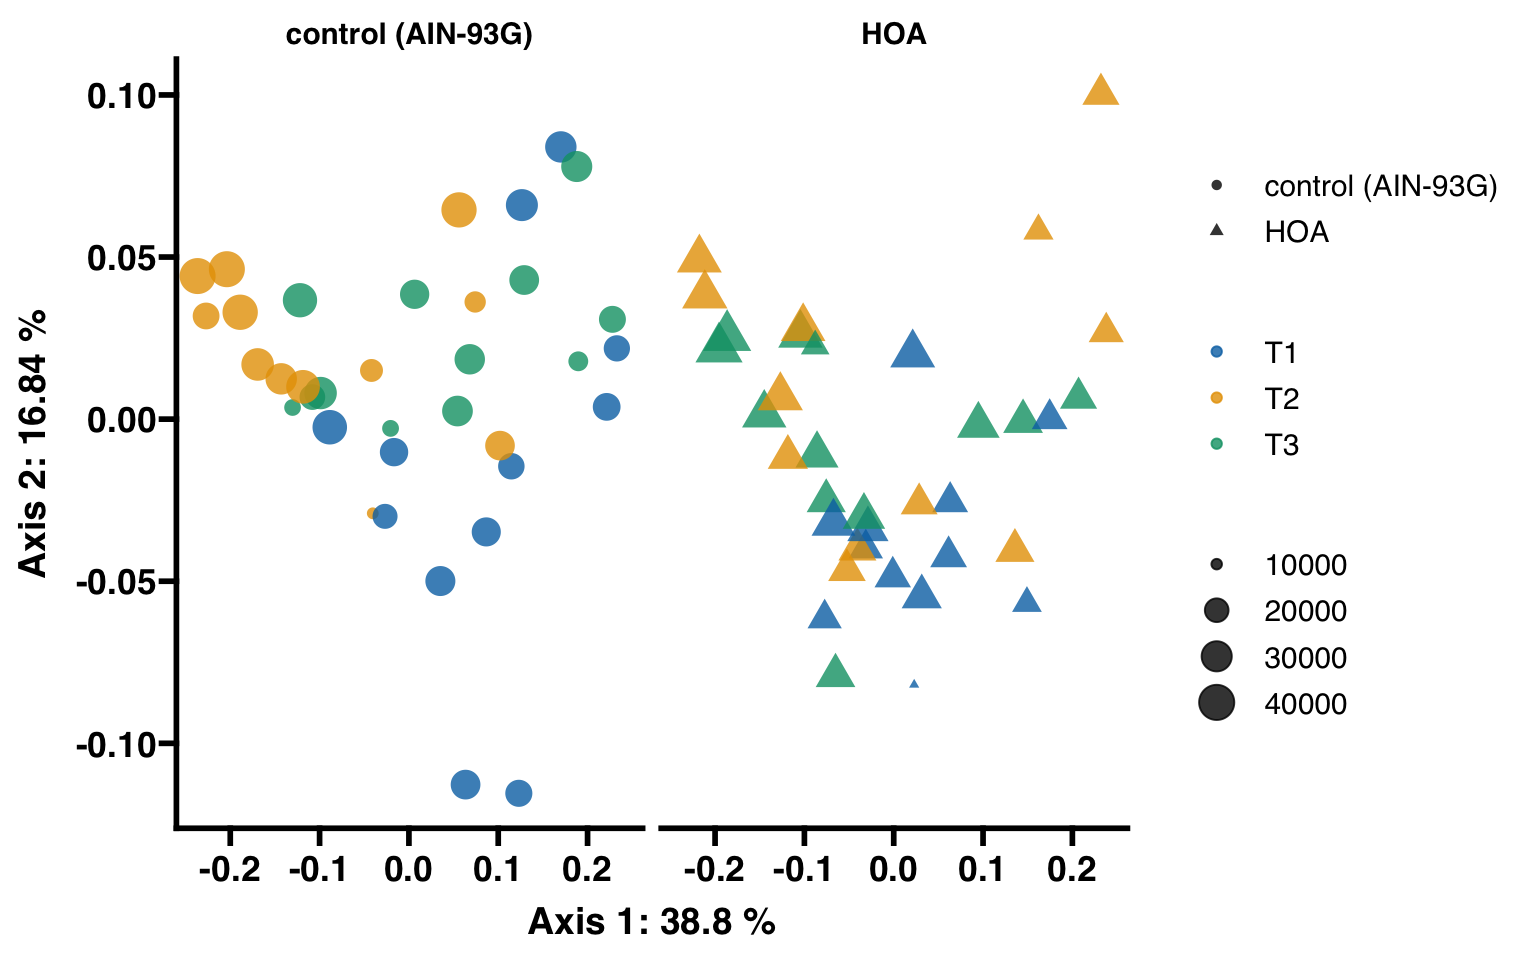 control (AIN-93G)
HOA
0.10
0.05
0.00
-0.05
-0.10
Axis 2: 16.84 %
-0.2 -0.1 0.0 0.1 0.2
-0.2 -0.1 0.0 0.1 0.2
Axis 1: 38.8 %
control (AIN-93G)
HOA
T1
T2
T3
10000
20000
30000
40000